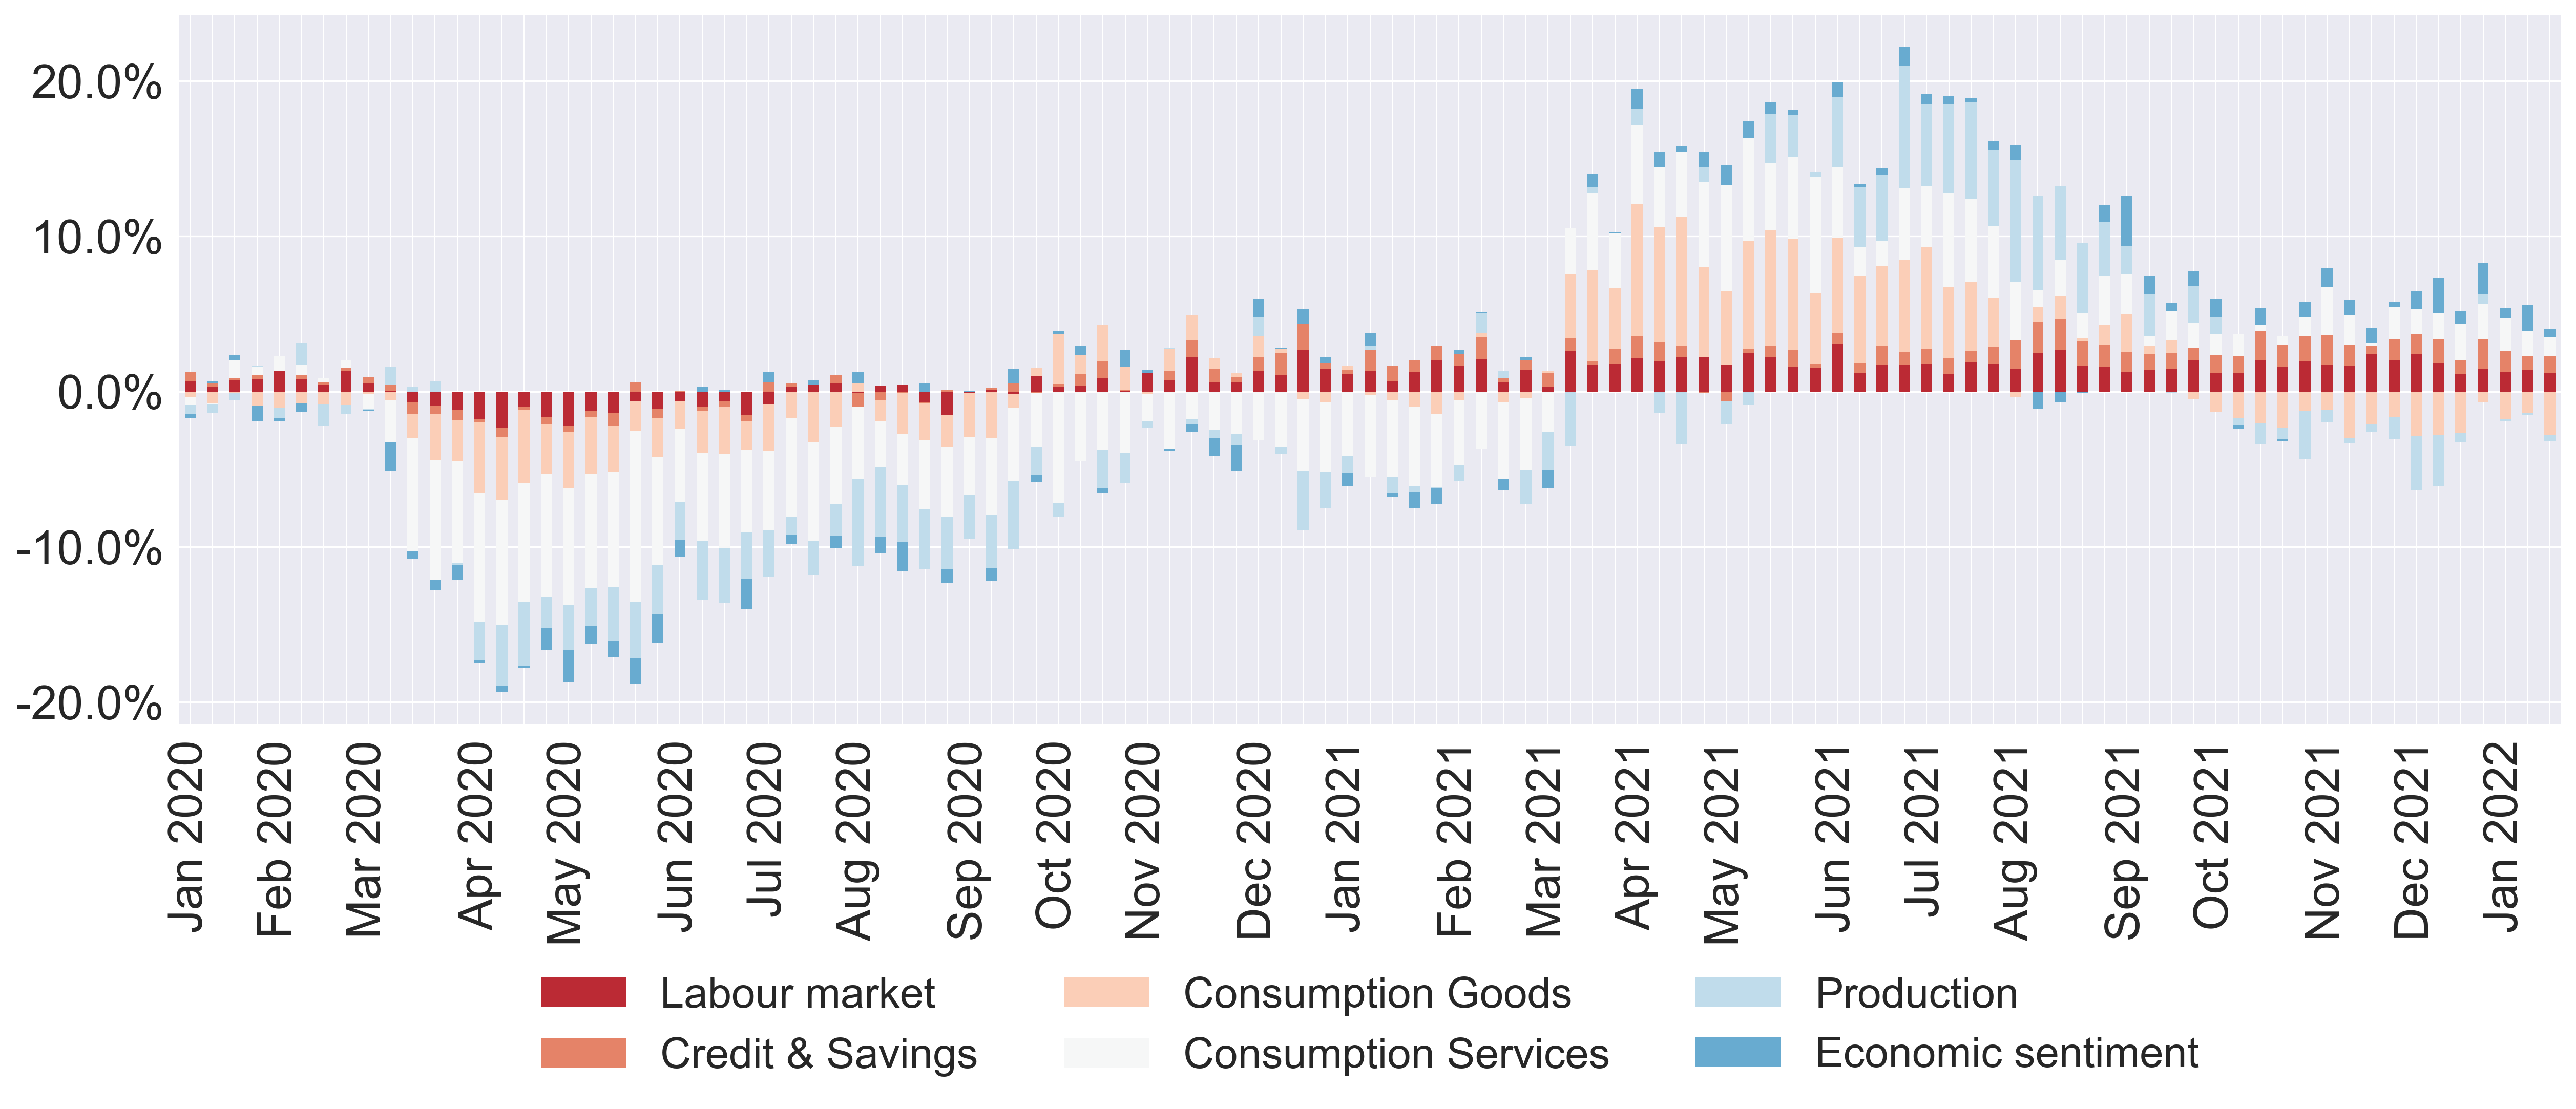 20.0%
10.0%
0.0%
-10.0%
-20.0%
Jan 2020
Feb 2020
Mar 2020
Apr 2020
May 2020
Jun 2020
Jul 2020
Aug 2020
Sep 2020
Oct 2020
Nov 2020
Dec 2020
Jan 2021
Feb 2021
Mar 2021
Apr 2021
May 2021
Jun 2021
Jul 2021
Aug 2021
Sep 2021
Oct 2021
Nov 2021
Dec 2021
Jan 2022
Labour market
Consumption Goods
Production
Credit & Savings
Consumption Services
Economic sentiment